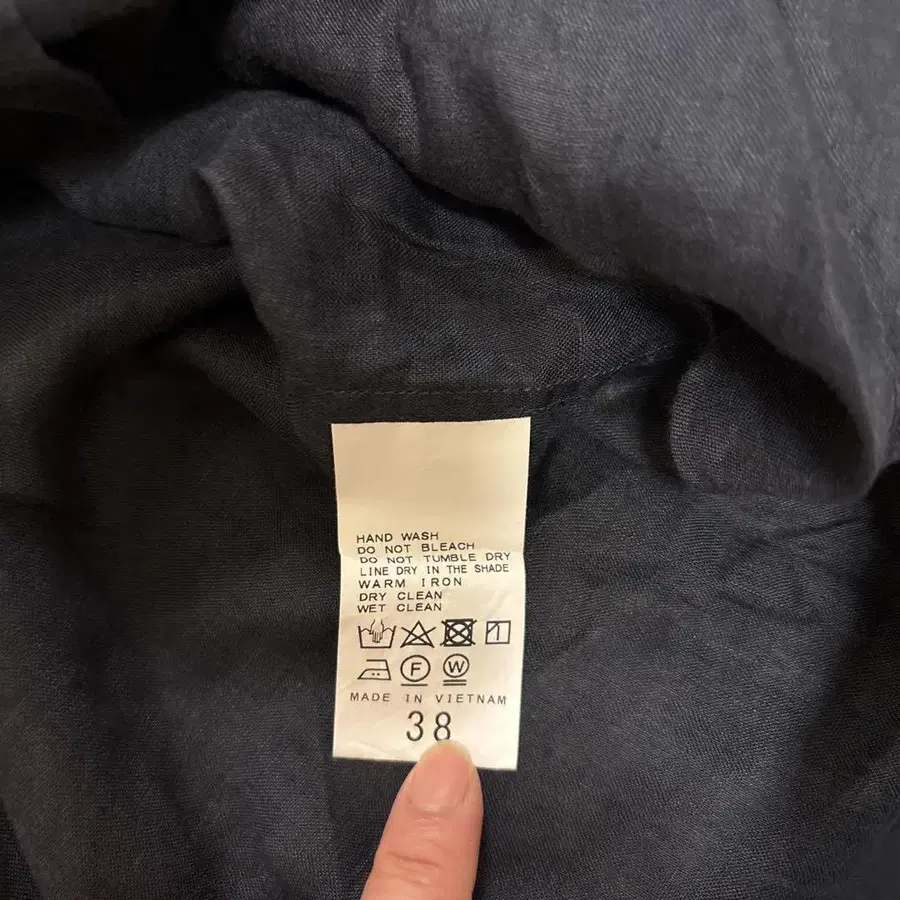 HAND WASH
DO NOT BLEACH
DO NOT TUMBLE DRY
LINE DRY IN THE SHADE
WARM IRON
DRY CLEAN
WET CLEAN
F W
MADE IN VIETNAM
38